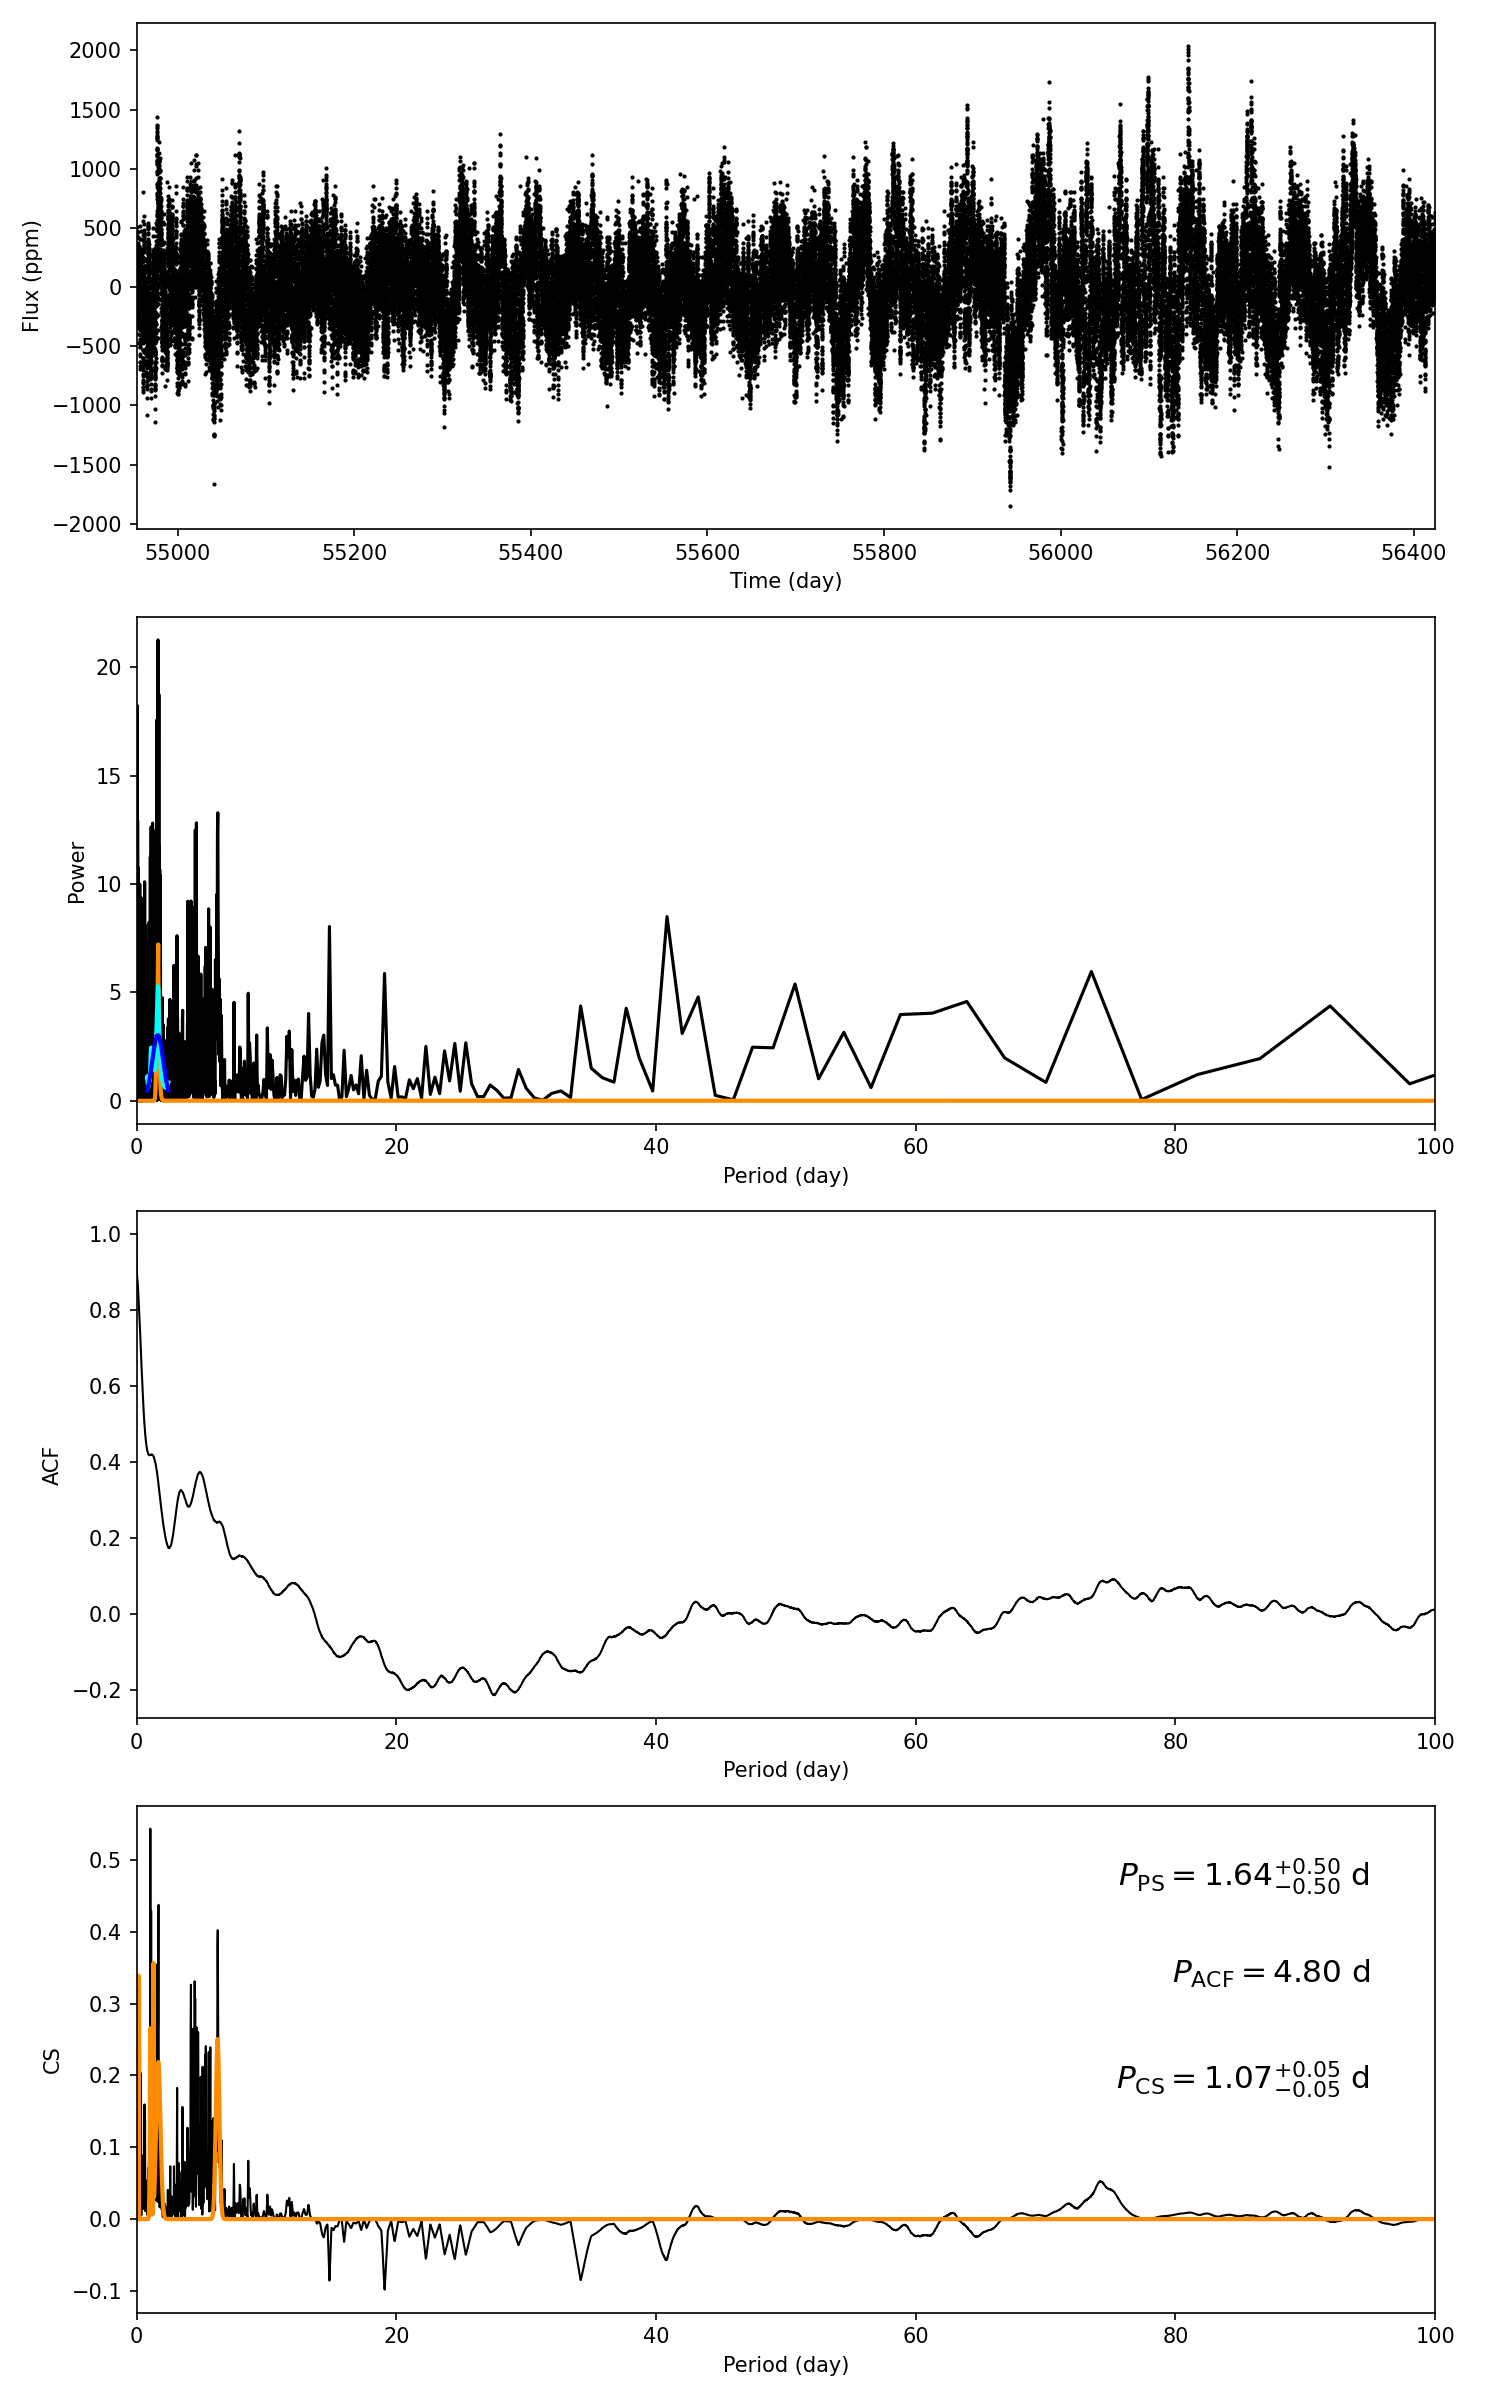 2000
1500
1000
500
0
−500
−1000
−1500
−2000
Flux (ppm)
55000 55200 55400 55600 55800 56000 56200 56400
Time (day)
20
15
10
5
0
Power
0 20 40 60 80 100
Period (day)
1.0
0.8
0.6
0.4
0.2
0.0
−0.2
ACF
0 20 40 60 80 100
Period (day)
0.5
0.4
0.3
0.2
0.1
0.0
−0.1
CS
P_PS = 1.64 +0.50 −0.50 d
P_ACF = 4.80 d
P_CS = 1.07 +0.05 −0.05 d
0 20 40 60 80 100
Period (day)